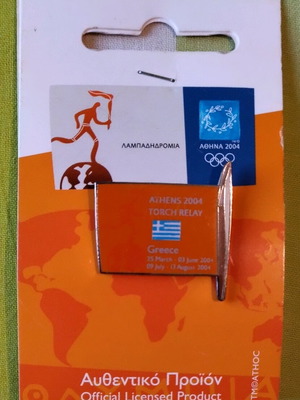 ΛΑΜΠΑΔΗΔΡΟΜΙΑ
ΑΘΗΝΑ 2004
ATHENS 2004
TORCH RELAY
Greece
25 March - 03 June 2004
09 July - 13 August 2004
Αυθεντικό Προϊόν
Official Licensed Product